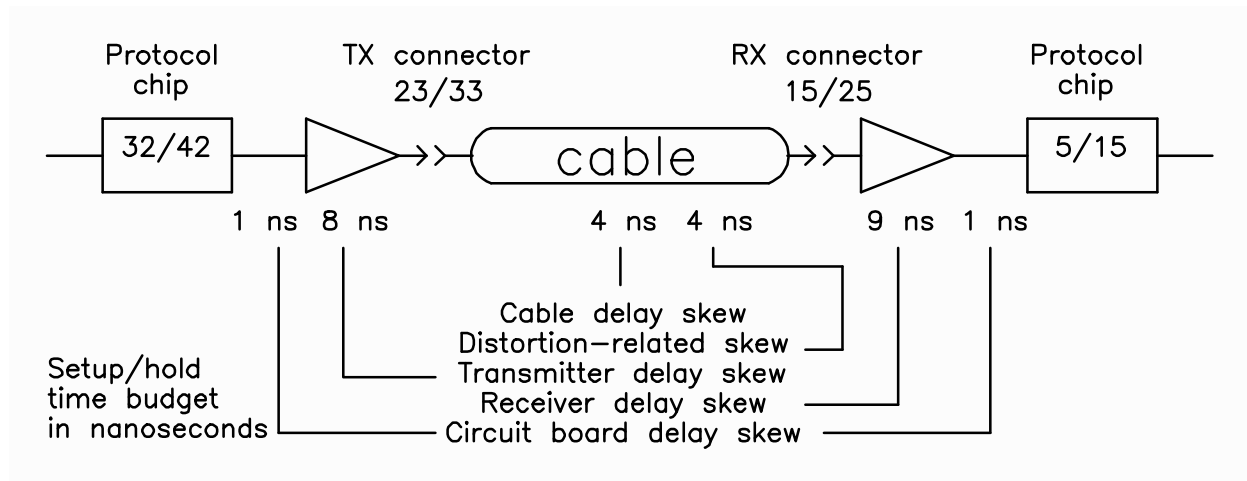 Protocol
chip
TX connector
23/33
RX connector
15/25
Protocol
chip
32/42
cable
5/15
1 ns
8 ns
4 ns
4 ns
9 ns
1 ns
Cable delay skew
Distortion-related skew
Transmitter delay skew
Receiver delay skew
Circuit board delay skew
Setup/hold
time budget
in nanoseconds